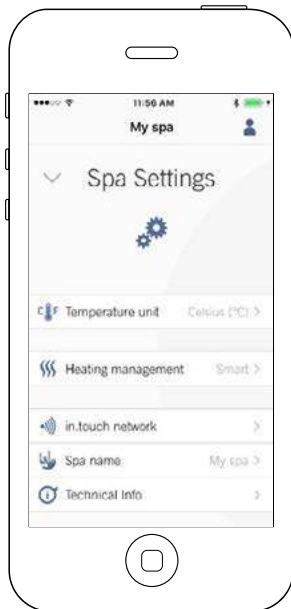 11:56 AM
My spa
Spa Settings
C F Temperature unit Celsius (°C) >
Heating management Smart >
in.touch network >
Spa name My spa >
Technical Info >